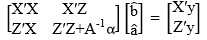 [X′X X′Z ] [b̂] = [X′y]
[Z′X Z′Z+A⁻¹α] [â] = [Z′y]